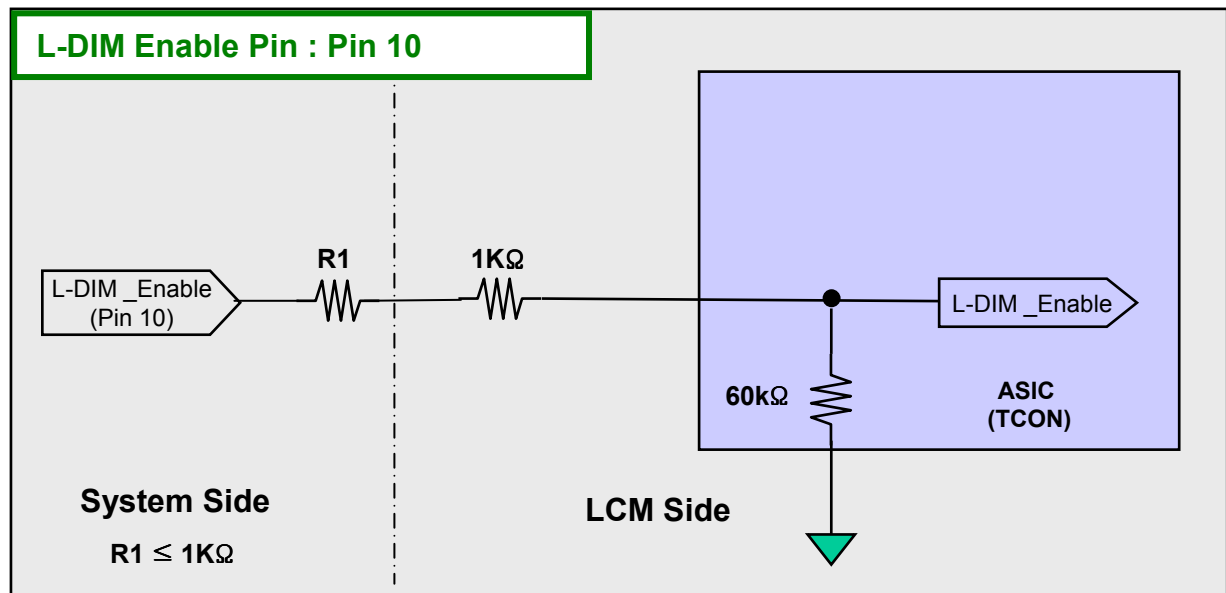 L-DIM Enable Pin : Pin 10
R1
1KΩ
L-DIM _Enable
(Pin 10)
L-DIM _Enable
60kΩ
ASIC
(TCON)
System Side
LCM Side
R1 ≤ 1KΩ